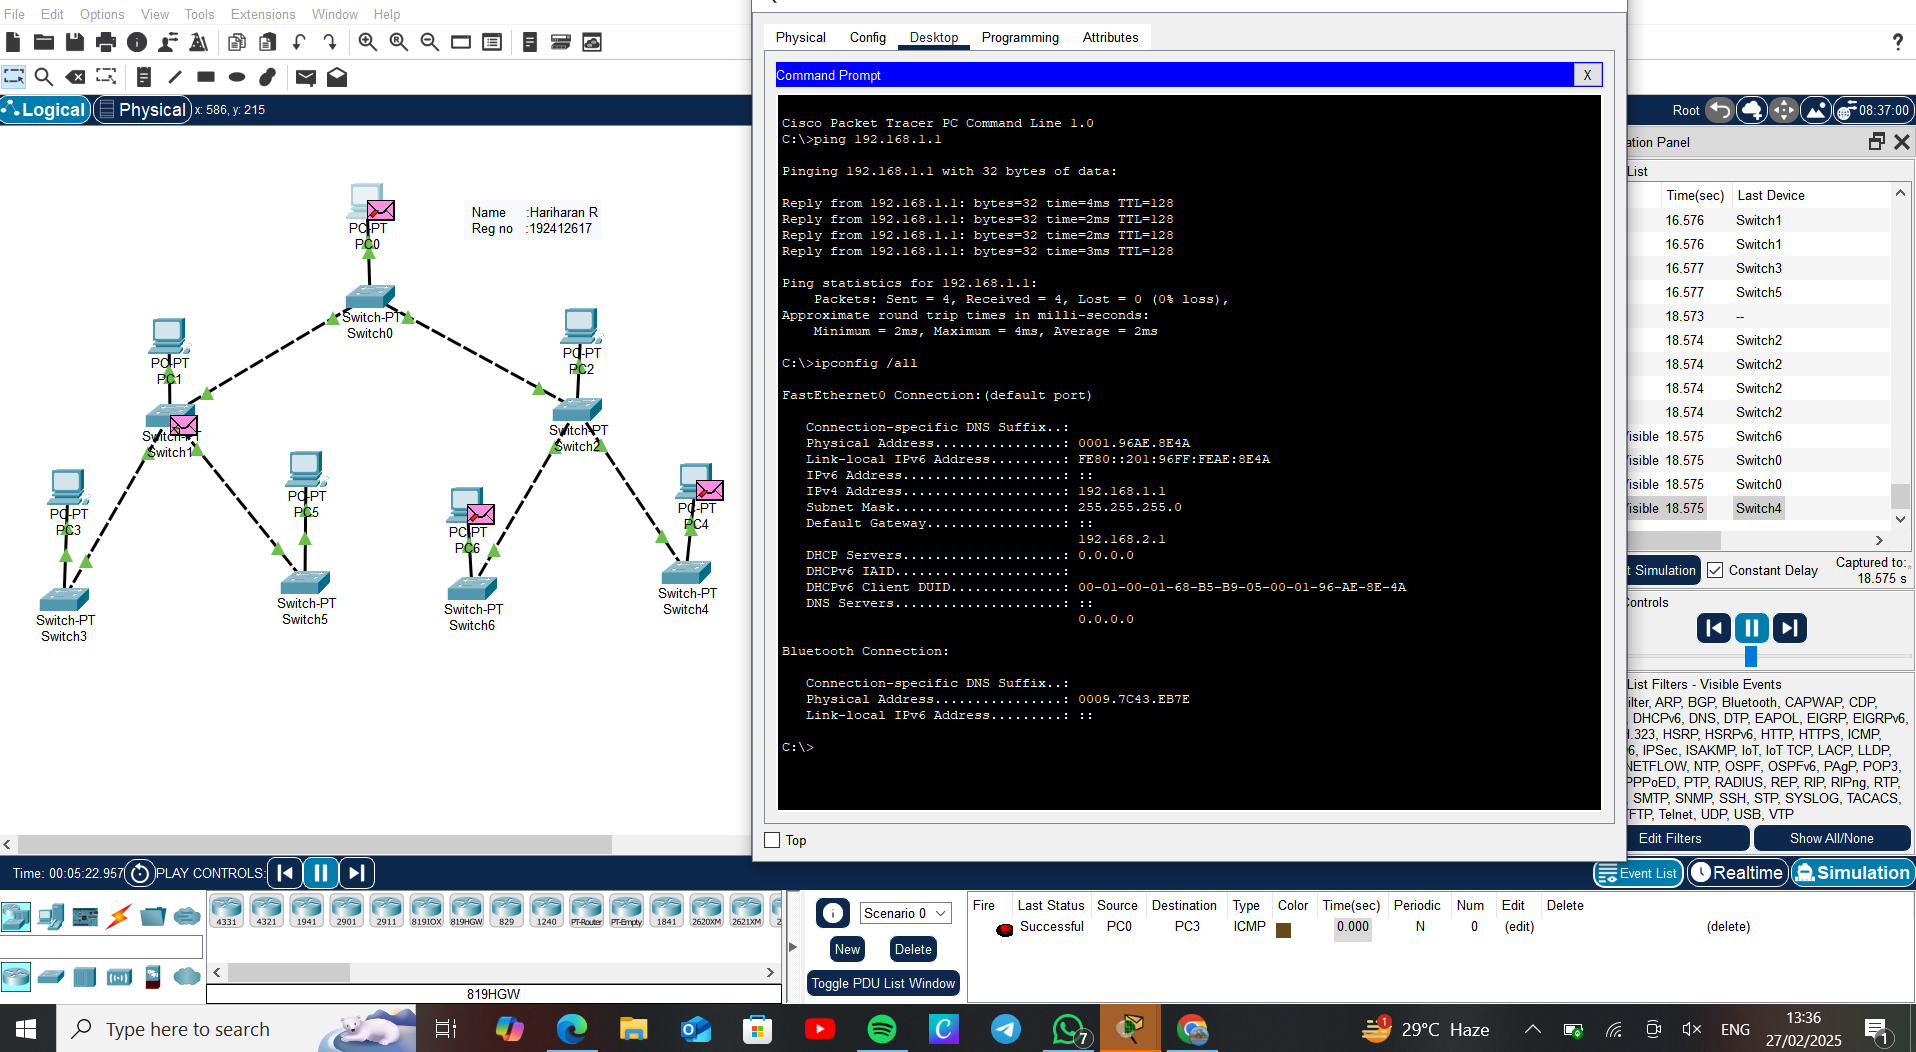 File Edit Options View Tools Extensions Window Help
?
Logical Physical x: 586, y: 215
Root 08:37:00
PC-PT
PC0
Name :Hariharan R
Reg no :192412617
Switch-PT
Switch0
PC-PT
PC1
PC-PT
PC2
Switch-PT
Switch1
Switch-PT
Switch2
PC-PT
PC3
PC-PT
PC5
PC-PT
PC6
PC-PT
PC4
Switch-PT
Switch3
Switch-PT
Switch5
Switch-PT
Switch6
Switch-PT
Switch4
Physical Config Desktop Programming Attributes
Command Prompt X
Cisco Packet Tracer PC Command Line 1.0
C:\>ping 192.168.1.1
Pinging 192.168.1.1 with 32 bytes of data:
Reply from 192.168.1.1: bytes=32 time=4ms TTL=128
Reply from 192.168.1.1: bytes=32 time=2ms TTL=128
Reply from 192.168.1.1: bytes=32 time=2ms TTL=128
Reply from 192.168.1.1: bytes=32 time=3ms TTL=128
Ping statistics for 192.168.1.1:
Packets: Sent = 4, Received = 4, Lost = 0 (0% loss),
Approximate round trip times in milli-seconds:
Minimum = 2ms, Maximum = 4ms, Average = 2ms
C:\>ipconfig /all
FastEthernet0 Connection:(default port)
Connection-specific DNS Suffix..:
Physical Address................: 0001.96AE.8E4A
Link-local IPv6 Address.........: FE80::201:96FF:FEAE:8E4A
IPv6 Address....................: ::
IPv4 Address....................: 192.168.1.1
Subnet Mask.....................: 255.255.255.0
Default Gateway.................: ::
192.168.2.1
DHCP Servers....................: 0.0.0.0
DHCPv6 IAID.....................:
DHCPv6 Client DUID..............: 00-01-00-01-68-B5-B9-05-00-01-96-AE-8E-4A
DNS Servers.....................: ::
0.0.0.0
Bluetooth Connection:
Connection-specific DNS Suffix..:
Physical Address................: 0009.7C43.EB7E
Link-local IPv6 Address.........: ::
C:\>
Top
ation Panel
List
Time(sec) Last Device
16.576 Switch1
16.576 Switch1
16.577 Switch3
16.577 Switch5
18.573 --
18.574 Switch2
18.574 Switch2
18.574 Switch2
18.574 Switch2
isible 18.575 Switch6
isible 18.575 Switch0
isible 18.575 Switch0
isible 18.575 Switch4
t Simulation Constant Delay Captured to:
18.575 s
Controls
List Filters - Visible Events
ilter, ARP, BGP, Bluetooth, CAPWAP, CDP,
, DHCPv6, DNS, DTP, EAPOL, EIGRP, EIGRPv6,
H.323, HSRP, HSRPv6, HTTP, HTTPS, ICMP,
6, IPSec, ISAKMP, IoT, IoT TCP, LACP, LLDP,
NETFLOW, NTP, OSPF, OSPFv6, PAgP, POP3,
PPPoED, PTP, RADIUS, REP, RIP, RIPng, RTP,
, SMTP, SNMP, SSH, STP, SYSLOG, TACACS,
TFTP, Telnet, UDP, USB, VTP
Edit Filters Show All/None
Time: 00:05:22.957 PLAY CONTROLS:
Event List Realtime Simulation
4331 4321 1941 2901 2911 819IOX 819HGW 829 1240 PT-Router PT-Empty 1841 2620XM 2621XM 2
819HGW
Scenario 0
New Delete
Toggle PDU List Window
Fire Last Status Source Destination Type Color Time(sec) Periodic Num Edit Delete
Successful PC0 PC3 ICMP 0.000 N 0 (edit) (delete)
Type here to search
7
1
29°C Haze
ENG
13:36
27/02/2025
1